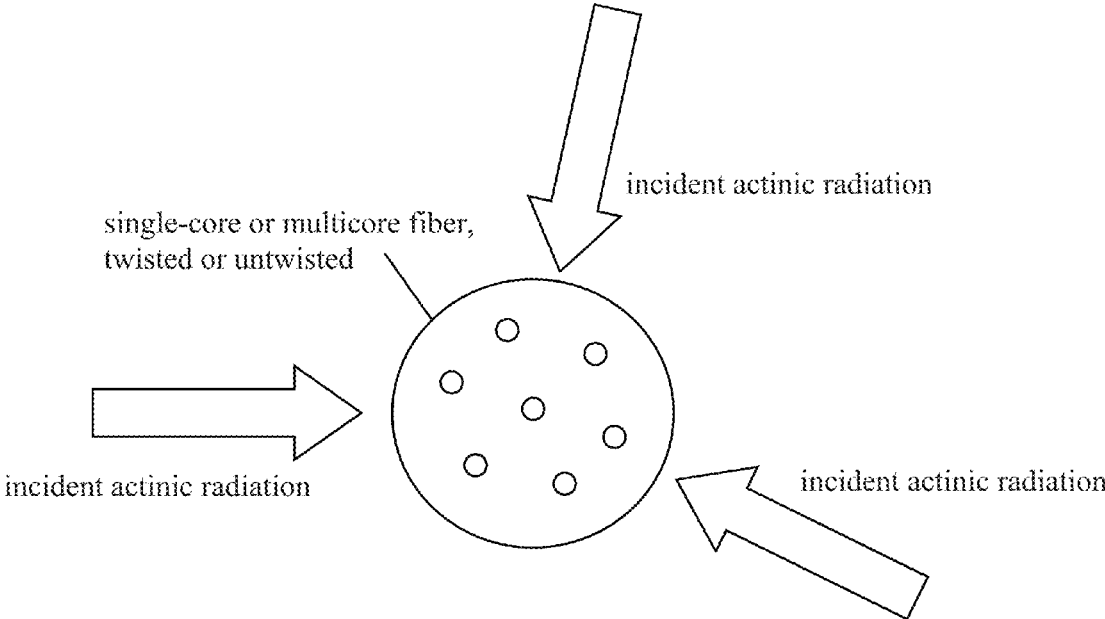 incident actinic radiation
single-core or multicore fiber,
twisted or untwisted
incident actinic radiation
incident actinic radiation